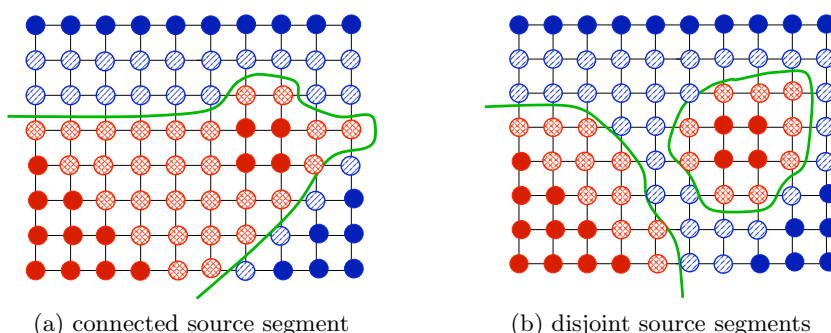 (a) connected source segment
(b) disjoint source segments